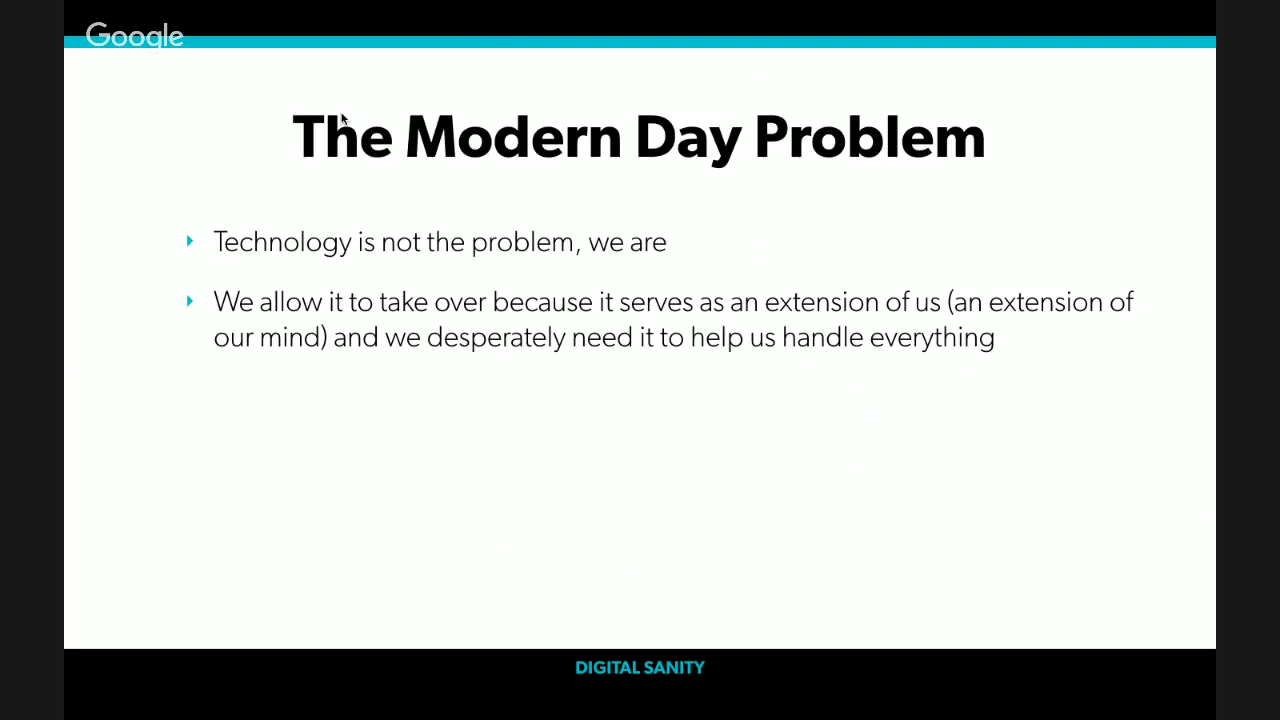 Google
The Modern Day Problem
Technology is not the problem, we are
We allow it to take over because it serves as an extension of us (an extension of
our mind) and we desperately need it to help us handle everything
DIGITAL SANITY